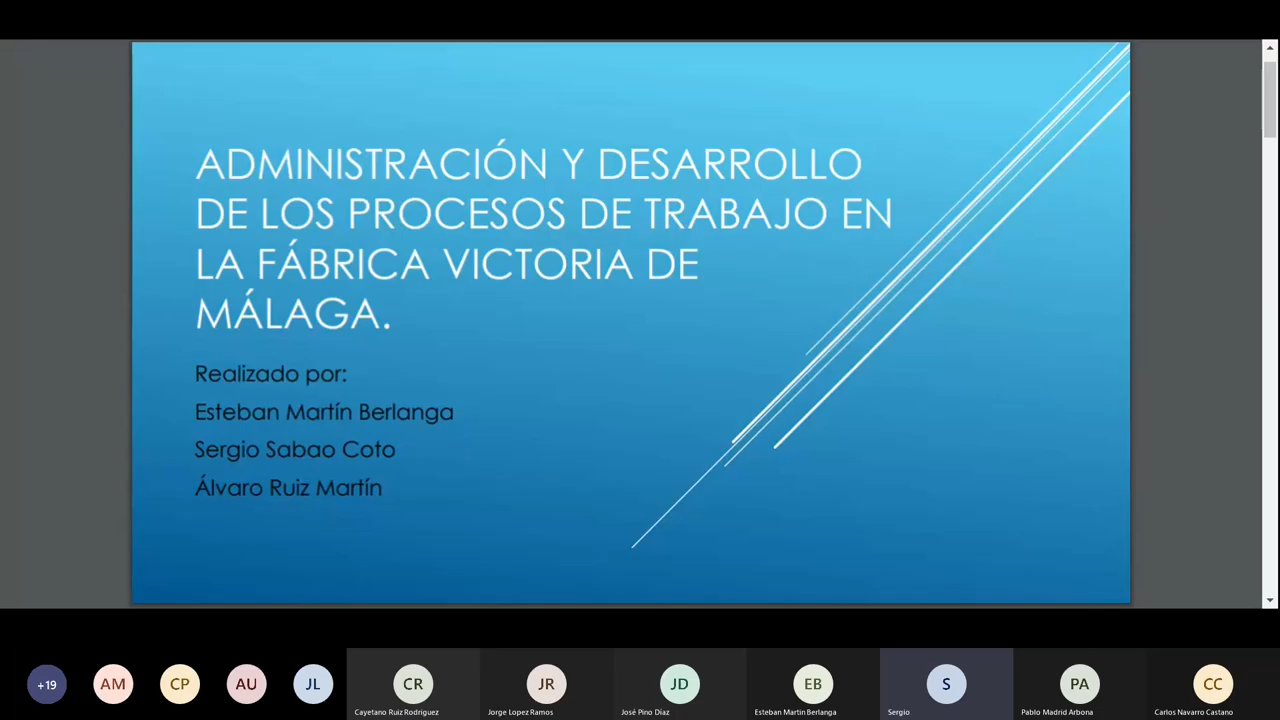 ADMINISTRACIÓN Y DESARROLLO
DE LOS PROCESOS DE TRABAJO EN
LA FÁBRICA VICTORIA DE
MÁLAGA.
Realizado por:
Esteban Martín Berlanga
Sergio Sabao Coto
Álvaro Ruiz Martín
+19
AM
CP
AU
JL
CR
JR
JD
EB
S
PA
CC
Cayetano Ruiz Rodriguez
Jorge Lopez Ramos
José Pino Díaz
Esteban Martin Berlanga
Sergio
Pablo Madrid Arbona
Carlos Navarro Castano